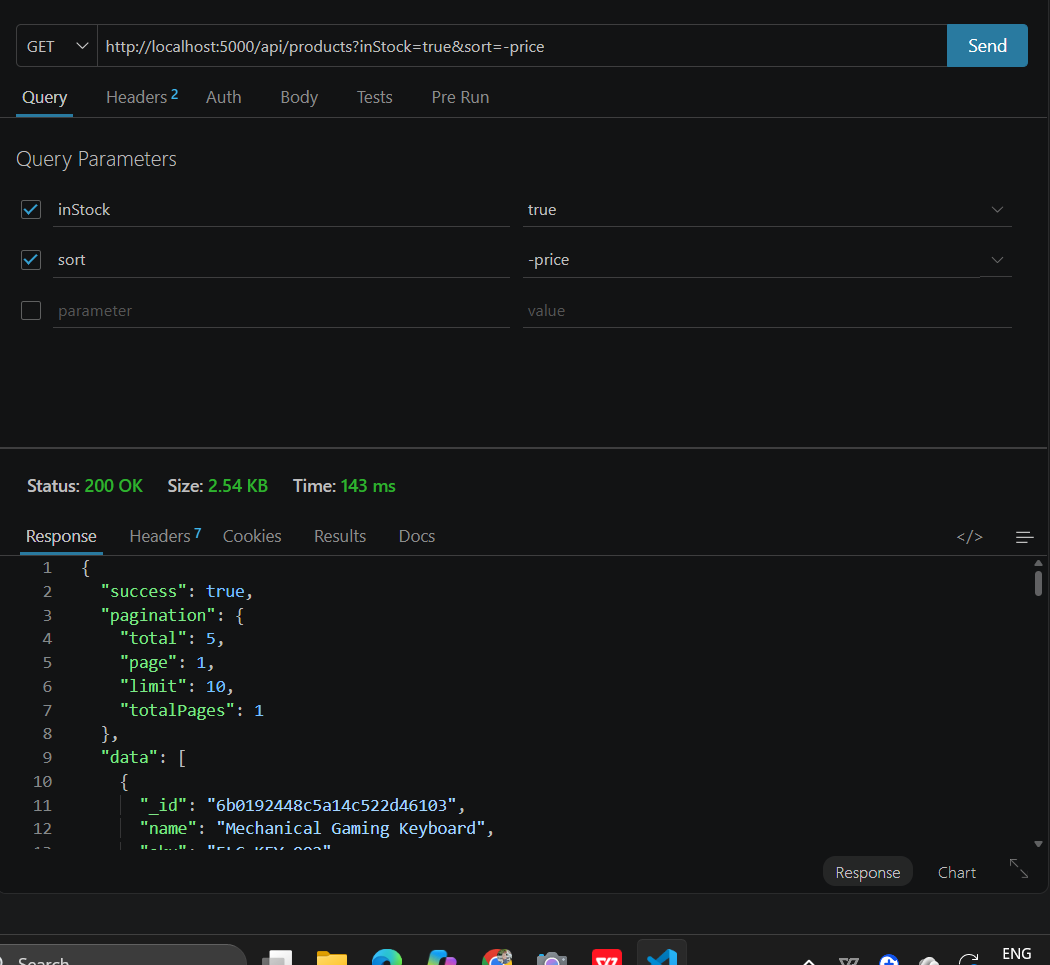 GET http://localhost:5000/api/products?inStock=true&sort=-price Send
Query Headers 2 Auth Body Tests Pre Run
Query Parameters
inStock true
sort -price
parameter value
Status: 200 OK Size: 2.54 KB Time: 143 ms
Response Headers 7 Cookies Results Docs </>
1 {
2 "success": true,
3 "pagination": {
4 "total": 5,
5 "page": 1,
6 "limit": 10,
7 "totalPages": 1
8 },
9 "data": [
10 {
11 "_id": "6b0192448c5a14c522d46103",
12 "name": "Mechanical Gaming Keyboard",
Response Chart
Search ENG